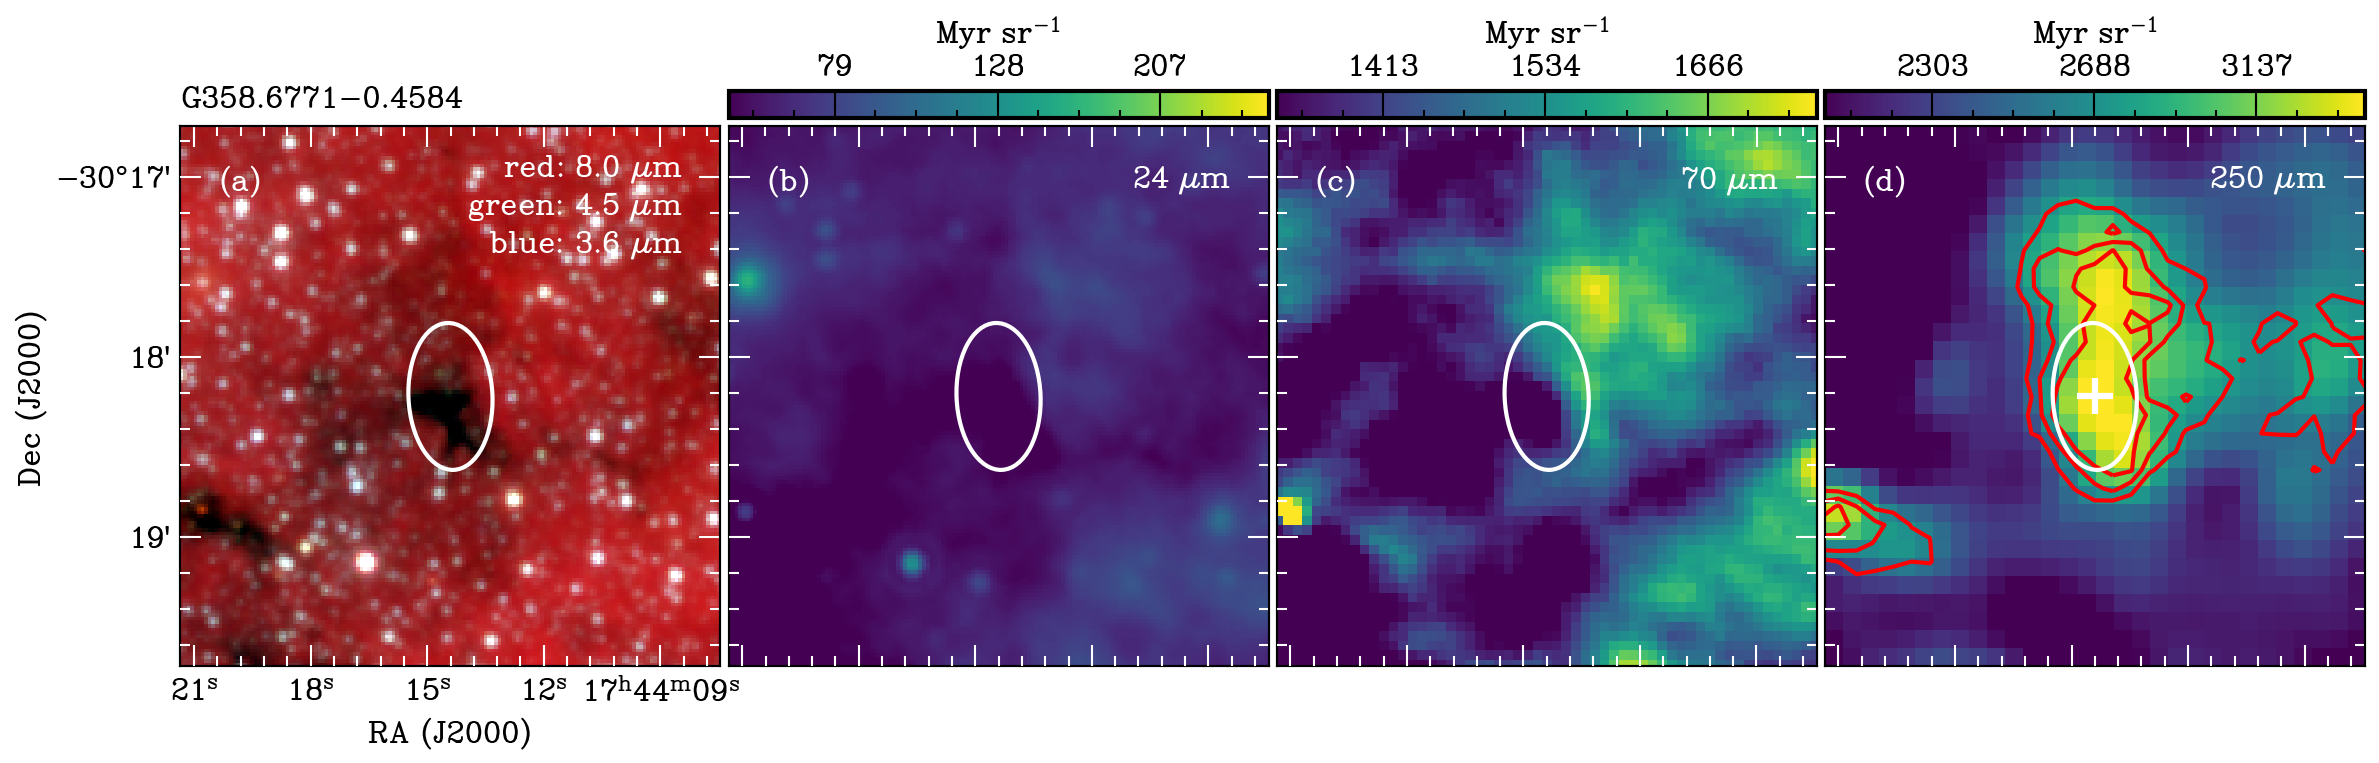 Myr sr⁻¹ Myr sr⁻¹ Myr sr⁻¹
79 128 207 1413 1534 1666 2303 2688 3137
G358.6771−0.4584
(a) red: 8.0 μm
green: 4.5 μm
blue: 3.6 μm
(b) 24 μm
(c) 70 μm
(d) 250 μm
−30°17'
18'
19'
Dec (J2000)
21ˢ 18ˢ 15ˢ 12ˢ 17ʰ44ᵐ09ˢ
RA (J2000)